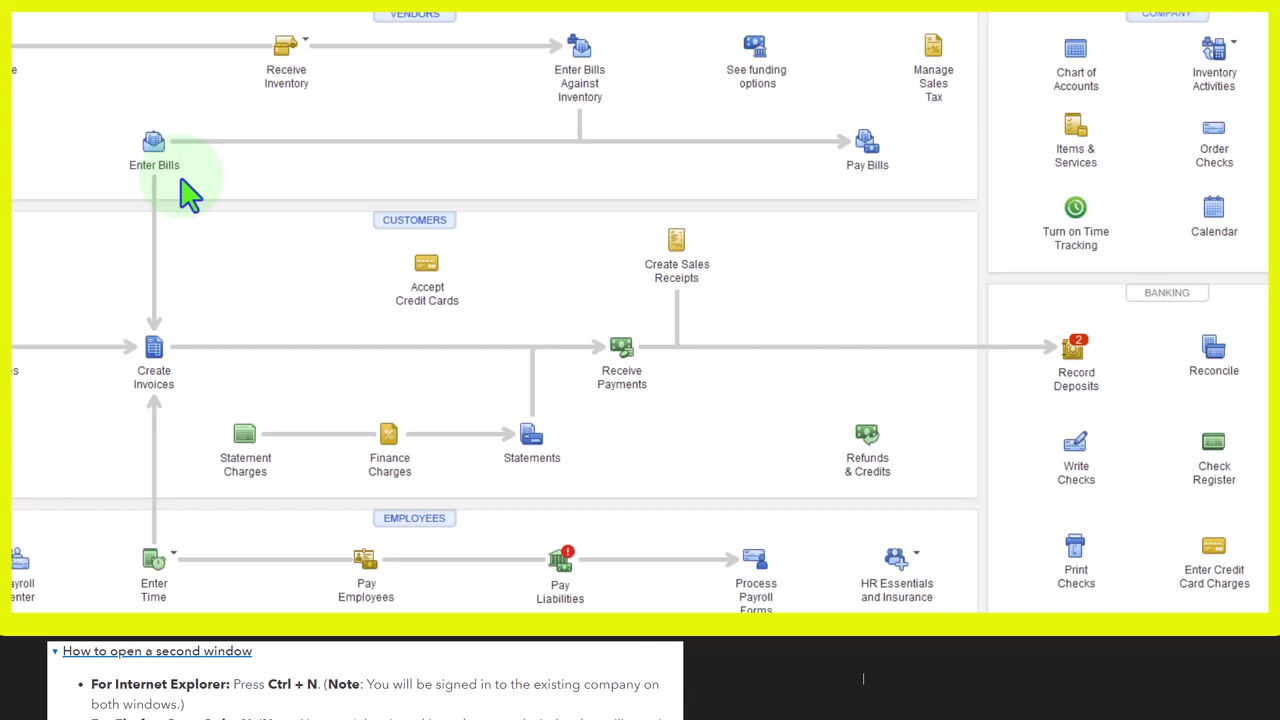 VENDORS
COMPANY
e
Receive
Inventory
Enter Bills
Against
Inventory
See funding
options
Manage
Sales
Tax
Chart of
Accounts
Inventory
Activities
Enter Bills
Pay Bills
Items &
Services
Order
Checks
CUSTOMERS
Turn on Time
Tracking
Calendar
Accept
Credit Cards
Create Sales
Receipts
BANKING
2
es
Create
Invoices
Receive
Payments
Record
Deposits
Reconcile
Statement
Charges
Finance
Charges
Statements
Refunds
& Credits
Write
Checks
Check
Register
EMPLOYEES
ayroll
enter
Enter
Time
Pay
Employees
Pay
Liabilities
Process
Payroll
Forms
HR Essentials
and Insurance
Print
Checks
Enter Credit
Card Charges
How to open a second window
• For Internet Explorer: Press Ctrl + N. (Note: You will be signed in to the existing company on
both windows.)